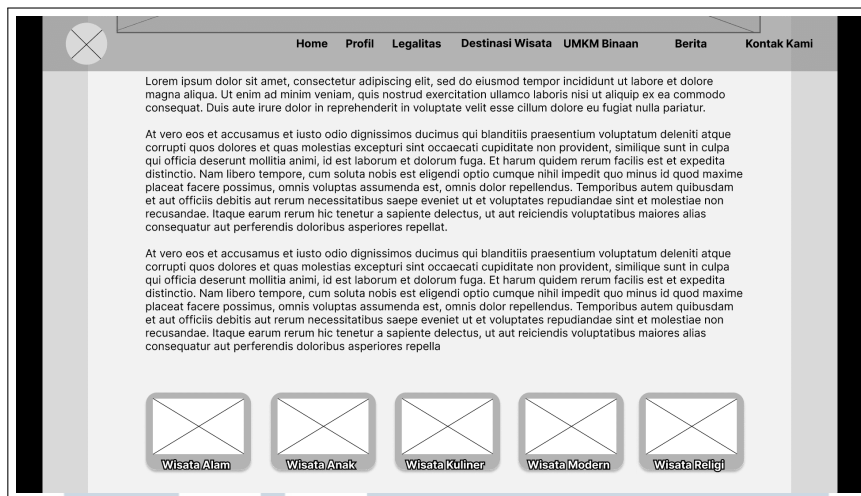 Home Profil Legalitas Destinasi Wisata UMKM Binaan Berita Kontak Kami
Lorem ipsum dolor sit amet, consectetur adipiscing elit, sed do eiusmod tempor incididunt ut labore et dolore
magna aliqua. Ut enim ad minim veniam, quis nostrud exercitation ullamco laboris nisi ut aliquip ex ea commodo
consequat. Duis aute irure dolor in reprehenderit in voluptate velit esse cillum dolore eu fugiat nulla pariatur.
At vero eos et accusamus et iusto odio dignissimos ducimus qui blanditiis praesentium voluptatum deleniti atque
corrupti quos dolores et quas molestias excepturi sint occaecati cupiditate non provident, similique sunt in culpa
qui officia deserunt mollitia animi, id est laborum et dolorum fuga. Et harum quidem rerum facilis est et expedita
distinctio. Nam libero tempore, cum soluta nobis est eligendi optio cumque nihil impedit quo minus id quod maxime
placeat facere possimus, omnis voluptas assumenda est, omnis dolor repellendus. Temporibus autem quibusdam
et aut officiis debitis aut rerum necessitatibus saepe eveniet ut et voluptates repudiandae sint et molestiae non
recusandae. Itaque earum rerum hic tenetur a sapiente delectus, ut aut reiciendis voluptatibus maiores alias
consequatur aut perferendis doloribus asperiores repellat.
At vero eos et accusamus et iusto odio dignissimos ducimus qui blanditiis praesentium voluptatum deleniti atque
corrupti quos dolores et quas molestias excepturi sint occaecati cupiditate non provident, similique sunt in culpa
qui officia deserunt mollitia animi, id est laborum et dolorum fuga. Et harum quidem rerum facilis est et expedita
distinctio. Nam libero tempore, cum soluta nobis est eligendi optio cumque nihil impedit quo minus id quod maxime
placeat facere possimus, omnis voluptas assumenda est, omnis dolor repellendus. Temporibus autem quibusdam
et aut officiis debitis aut rerum necessitatibus saepe eveniet ut et voluptates repudiandae sint et molestiae non
recusandae. Itaque earum rerum hic tenetur a sapiente delectus, ut aut reiciendis voluptatibus maiores alias
consequatur aut perferendis doloribus asperiores repella
Wisata Alam Wisata Anak Wisata Kuliner Wisata Modern Wisata Religi